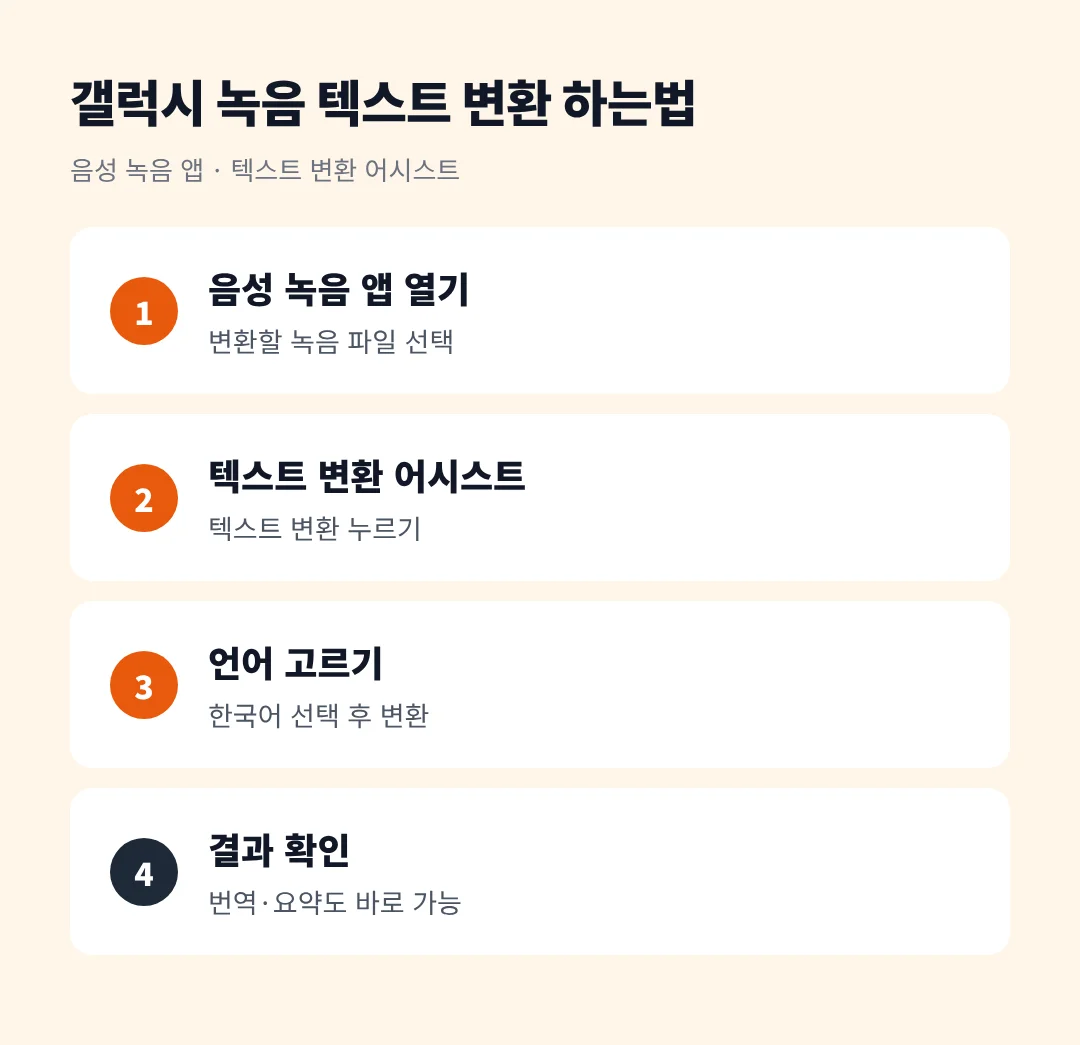 갤럭시 녹음 텍스트 변환 하는법
음성 녹음 앱 · 텍스트 변환 어시스트
1
음성 녹음 앱 열기
변환할 녹음 파일 선택
2
텍스트 변환 어시스트
텍스트 변환 누르기
3
언어 고르기
한국어 선택 후 변환
4
결과 확인
번역·요약도 바로 가능